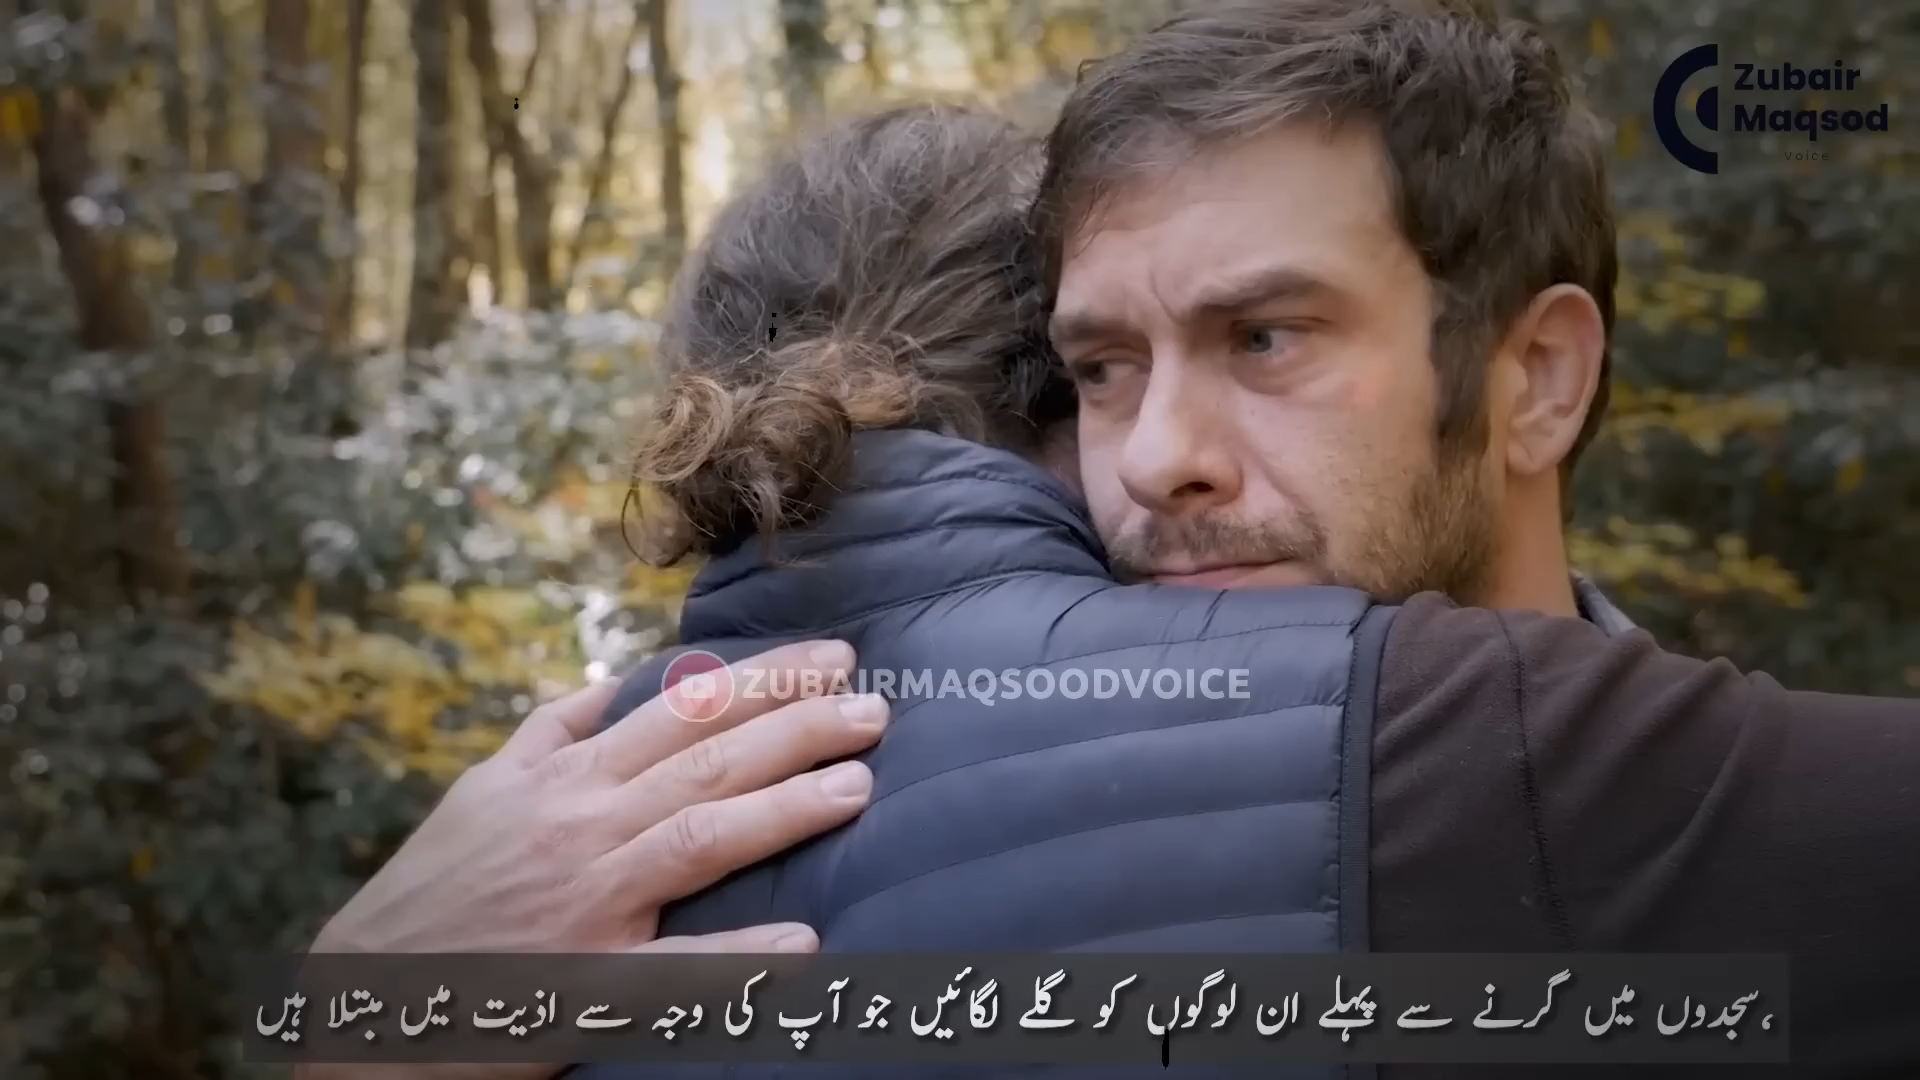 Zubair
Maqsod
Voice
ZUBAIRMAQSOODVOICE
سجدوں میں گرنے سے پہلے ان لوگوں کو گلے لگائیں جو آپ کی وجہ سے اذیت میں مبتلا ہیں،